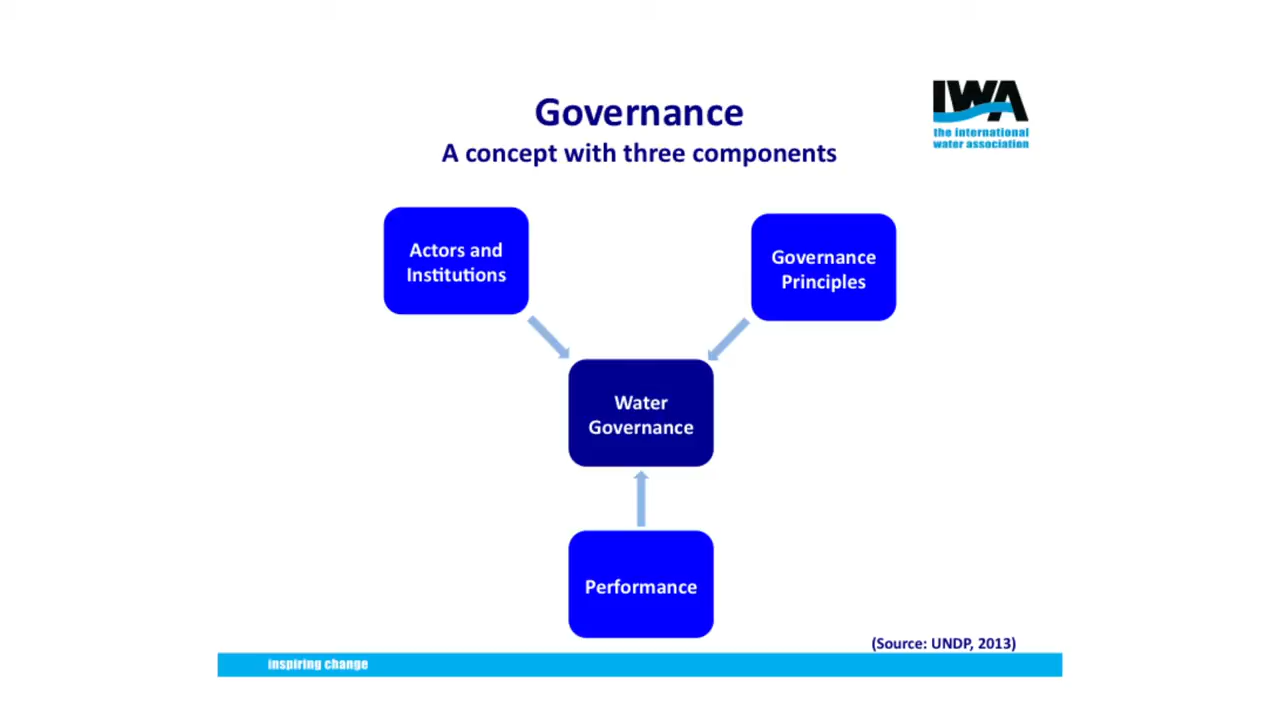 Governance
A concept with three components
IWA
the international
water association
Actors and
Institutions
Governance
Principles
Water
Governance
Performance
(Source: UNDP, 2013)
inspiring change